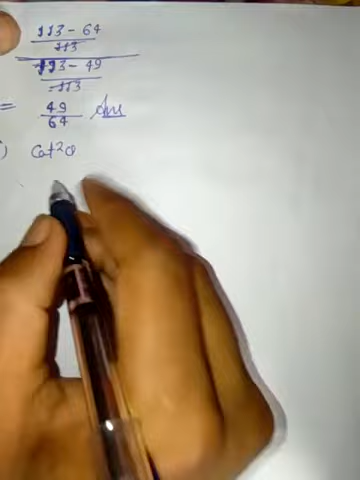 113 - 64
113
113 - 49
113
= 49
64 Ans
) Cot²θ